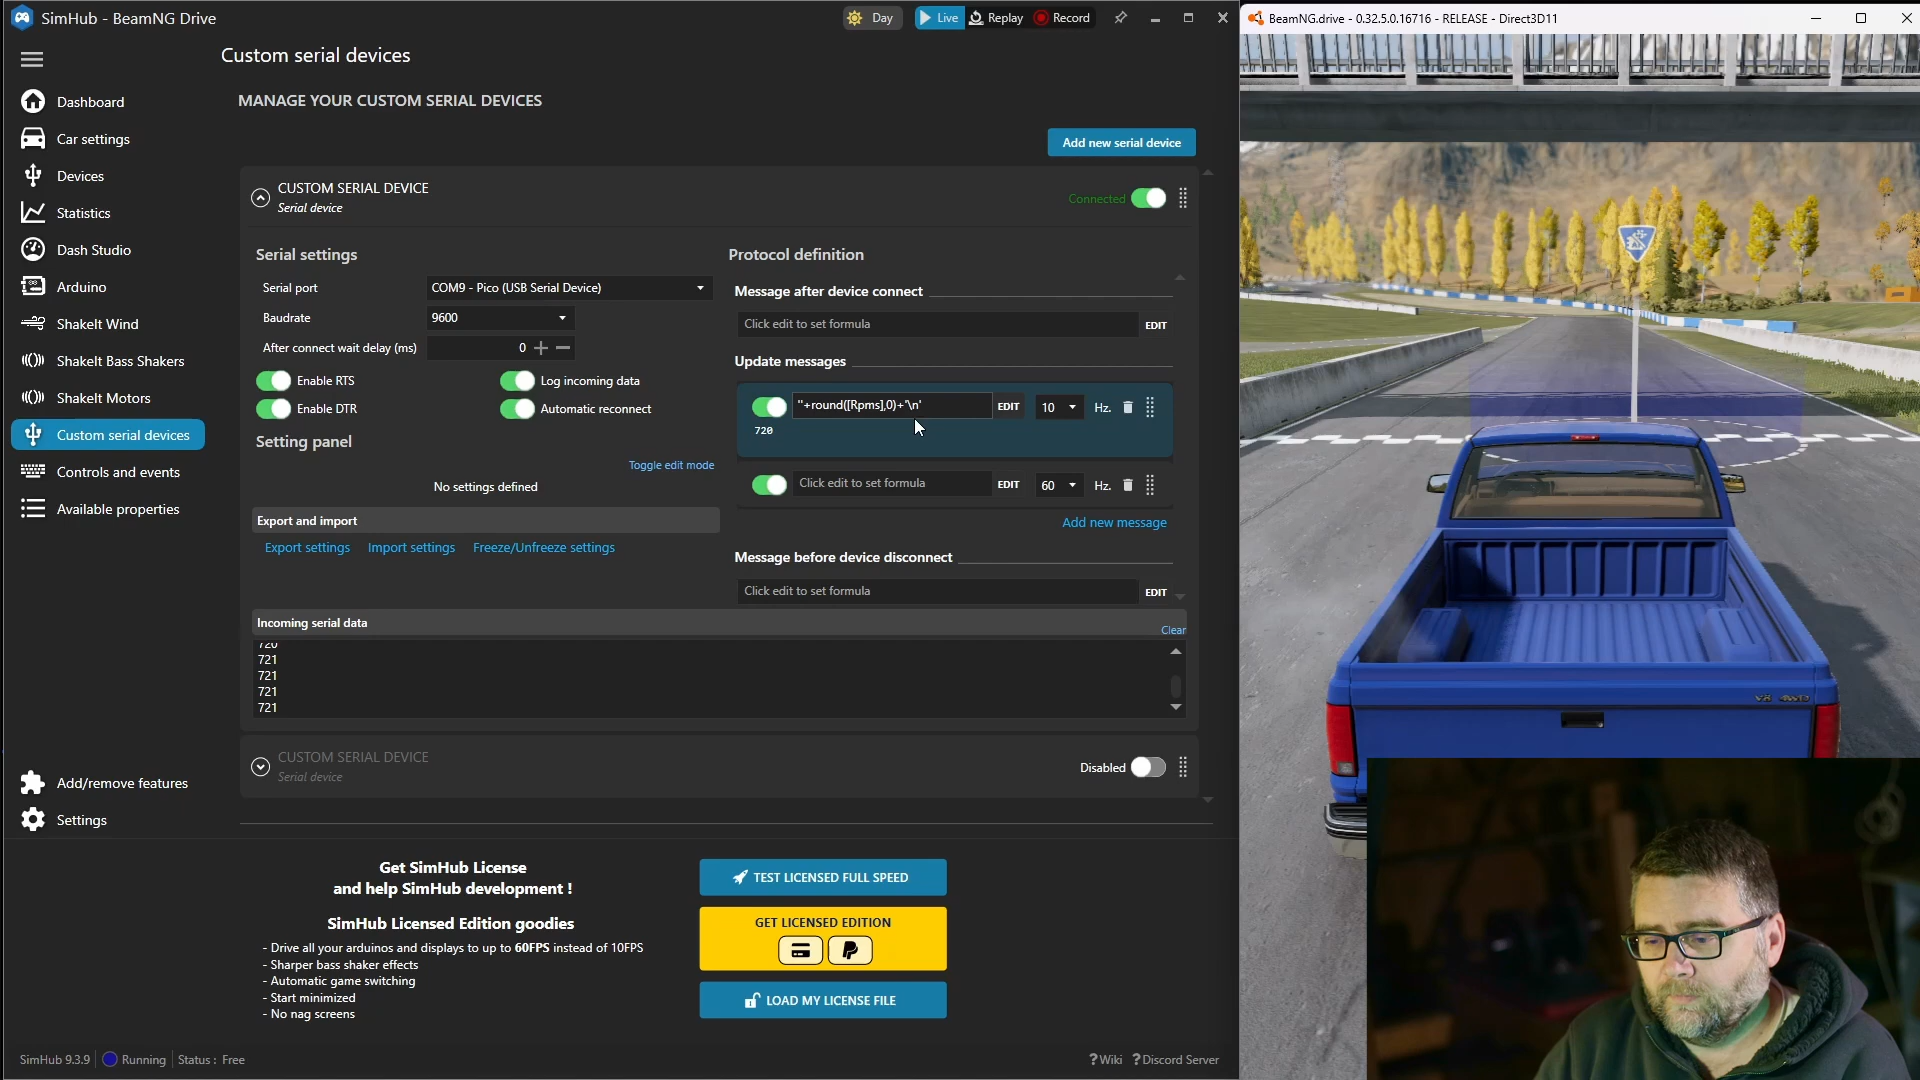 SimHub - BeamNG Drive
Day
Live
Replay
Record
BeamNG.drive - 0.32.5.0.16716 - RELEASE - Direct3D11
Custom serial devices
MANAGE YOUR CUSTOM SERIAL DEVICES
Dashboard
Car settings
Devices
Statistics
Dash Studio
Arduino
ShakeIt Wind
ShakeIt Bass Shakers
ShakeIt Motors
Custom serial devices
Controls and events
Available properties
Add/remove features
Settings
Add new serial device
CUSTOM SERIAL DEVICE
Serial device
Connected
Serial settings
Serial port
COM9 - Pico (USB Serial Device)
Baudrate
9600
After connect wait delay (ms)
0
Enable RTS
Log incoming data
Enable DTR
Automatic reconnect
Setting panel
Toggle edit mode
No settings defined
Export and import
Export settings
Import settings
Freeze/Unfreeze settings
Protocol definition
Message after device connect
Click edit to set formula
EDIT
Update messages
''+round([Rpms],0)+'\n'
EDIT
10
Hz.
720
Click edit to set formula
EDIT
60
Hz.
Add new message
Message before device disconnect
Click edit to set formula
EDIT
Incoming serial data
Clear
720
721
721
721
721
CUSTOM SERIAL DEVICE
Serial device
Disabled
Get SimHub License
and help SimHub development !
SimHub Licensed Edition goodies
- Drive all your arduinos and displays to up to 60FPS instead of 10FPS
- Sharper bass shaker effects
- Automatic game switching
- Start minimized
- No nag screens
TEST LICENSED FULL SPEED
GET LICENSED EDITION
LOAD MY LICENSE FILE
SimHub 9.3.9
Running
Status : Free
?Wiki
?Discord Server